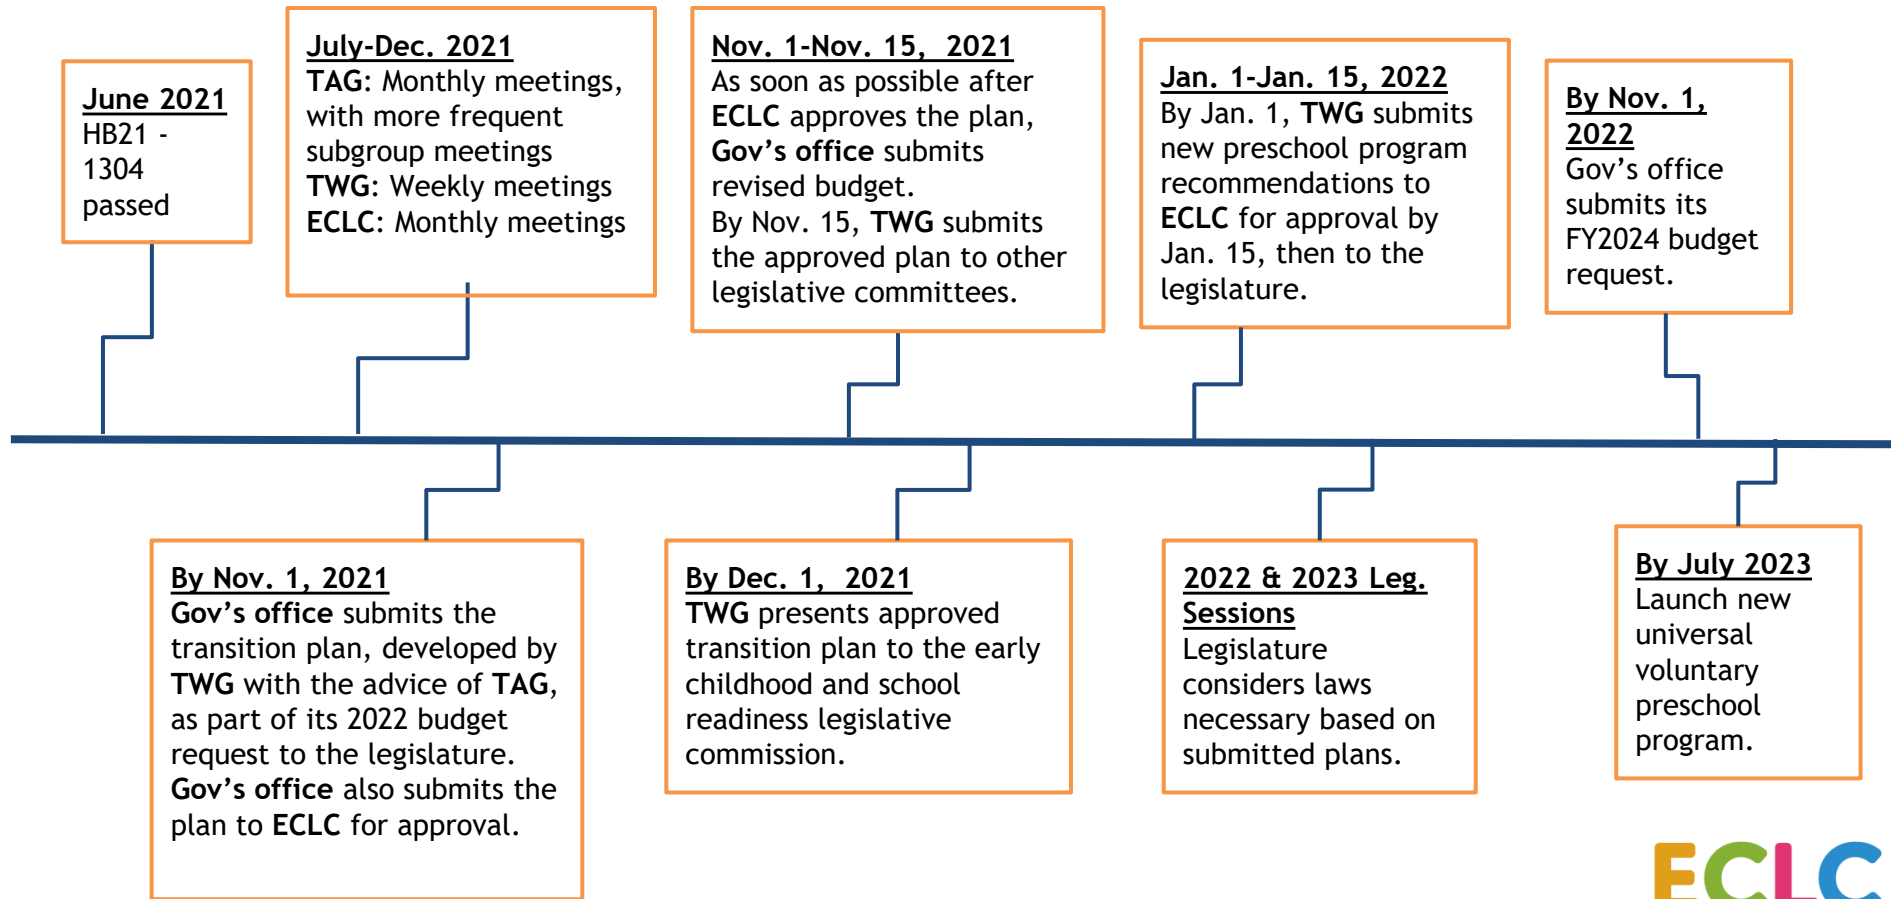 June 2021
HB21 -
1304
passed
July-Dec. 2021
TAG: Monthly meetings,
with more frequent
subgroup meetings
TWG: Weekly meetings
ECLC: Monthly meetings
Nov. 1-Nov. 15, 2021
As soon as possible after
ECLC approves the plan,
Gov’s office submits
revised budget.
By Nov. 15, TWG submits
the approved plan to other
legislative committees.
Jan. 1-Jan. 15, 2022
By Jan. 1, TWG submits
new preschool program
recommendations to
ECLC for approval by
Jan. 15, then to the
legislature.
By Nov. 1,
2022
Gov’s office
submits its
FY2024 budget
request.
By Nov. 1, 2021
Gov’s office submits the
transition plan, developed by
TWG with the advice of TAG,
as part of its 2022 budget
request to the legislature.
Gov’s office also submits the
plan to ECLC for approval.
By Dec. 1, 2021
TWG presents approved
transition plan to the early
childhood and school
readiness legislative
commission.
2022 & 2023 Leg.
Sessions
Legislature
considers laws
necessary based on
submitted plans.
By July 2023
Launch new
universal
voluntary
preschool
program.
ECLC